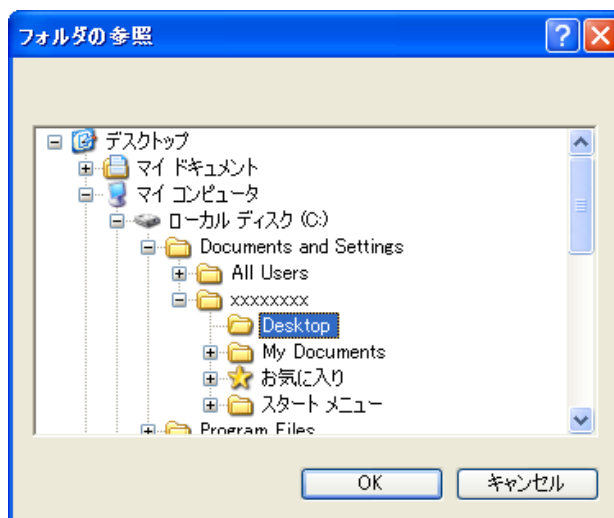 フォルダの参照
デスクトップ
マイ ドキュメント
マイ コンピュータ
ローカル ディスク (C:)
Documents and Settings
All Users
xxxxxxxx
Desktop
My Documents
お気に入り
スタート メニュー
Program Files
OK
キャンセル